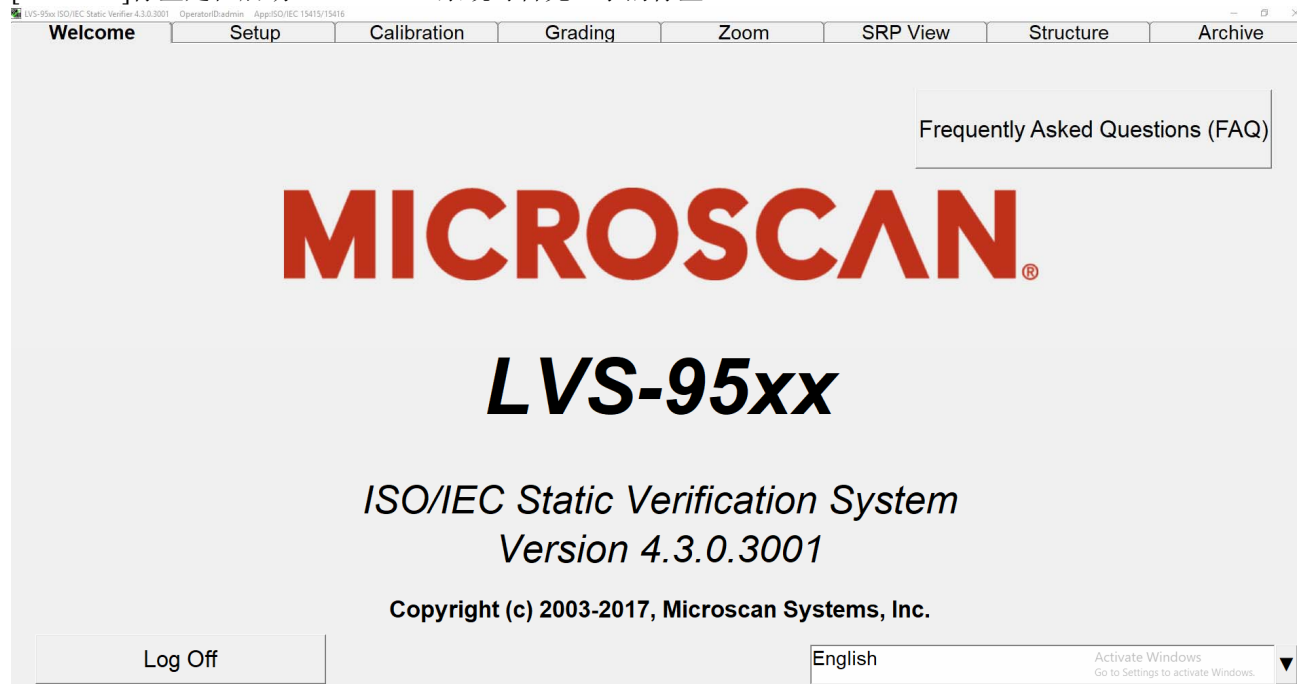 LVS-95xx ISO/IEC Static Verifier 4.3.0.3001 OperatorID:admin App:ISO/IEC 15415/15416
Welcome Setup Calibration Grading Zoom SRP View Structure Archive
Frequently Asked Questions (FAQ)
MICROSCAN®
LVS-95xx
ISO/IEC Static Verification System
Version 4.3.0.3001
Copyright (c) 2003-2017, Microscan Systems, Inc.
Log Off
English
Activate Windows
Go to Settings to activate Windows.